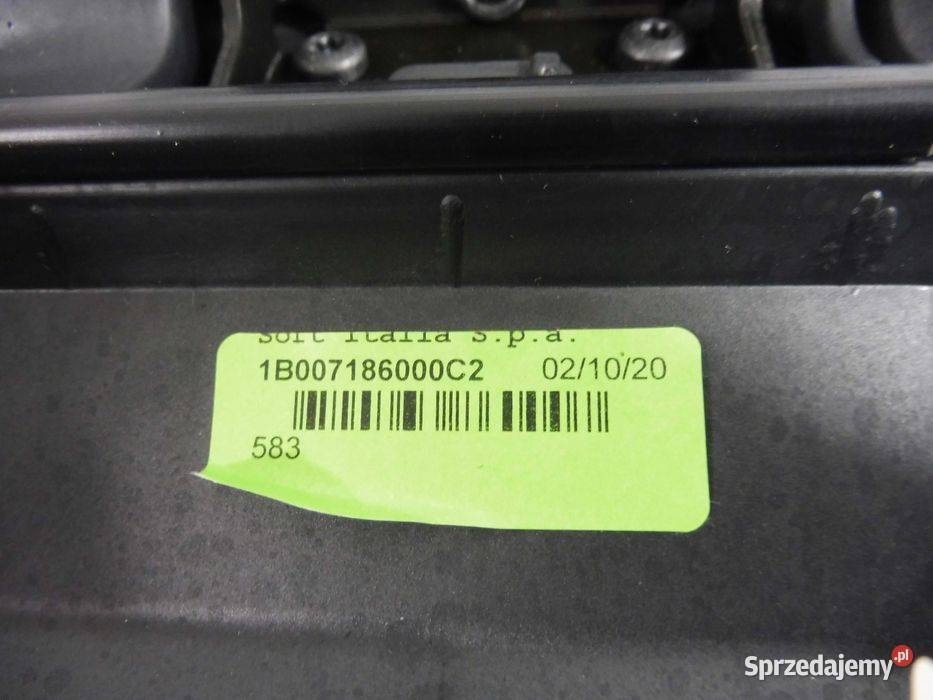 Soft Italia S.p.a.
1B007186000C2 02/10/20
583
Sprzedajemy.pl